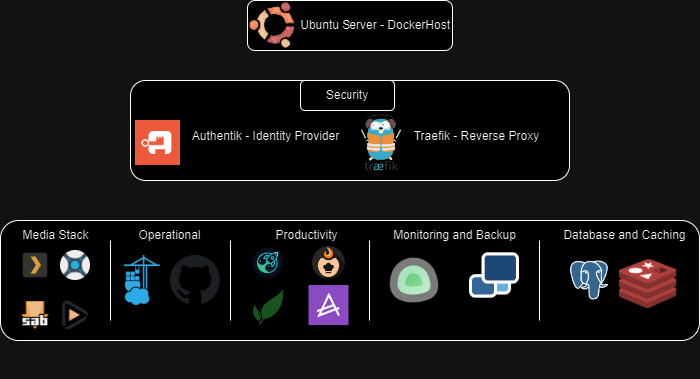 Ubuntu Server - DockerHost
Security
Authentik - Identity Provider
Traefik - Reverse Proxy
træfik
Media Stack
Operational
Productivity
Monitoring and Backup
Database and Caching
sab